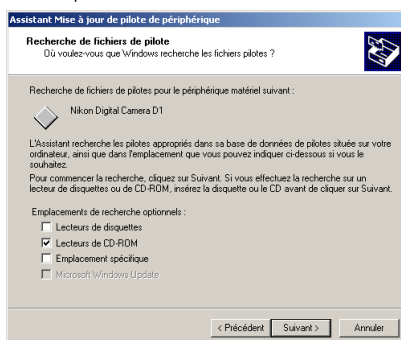 Assistant Mise à jour de pilote de périphérique
Recherche de fichiers de pilote
Où voulez-vous que Windows recherche les fichiers pilotes ?
Recherche de fichiers de pilotes pour le périphérique matériel suivant :
Nikon Digital Camera D1
L'Assistant recherche les pilotes appropriés dans sa base de données de pilotes située sur votre
ordinateur, ainsi que dans l'emplacement que vous pouvez indiquer ci-dessous si vous le
souhaitez.
Pour commencer la recherche, cliquez sur Suivant. Si vous effectuez la recherche sur un
lecteur de disquettes ou de CD-ROM, insérez la disquette ou le CD avant de cliquer sur Suivant.
Emplacements de recherche optionnels :
Lecteurs de disquettes
Lecteurs de CD-ROM
Emplacement spécifique
Microsoft Windows Update
< Précédent Suivant > Annuler